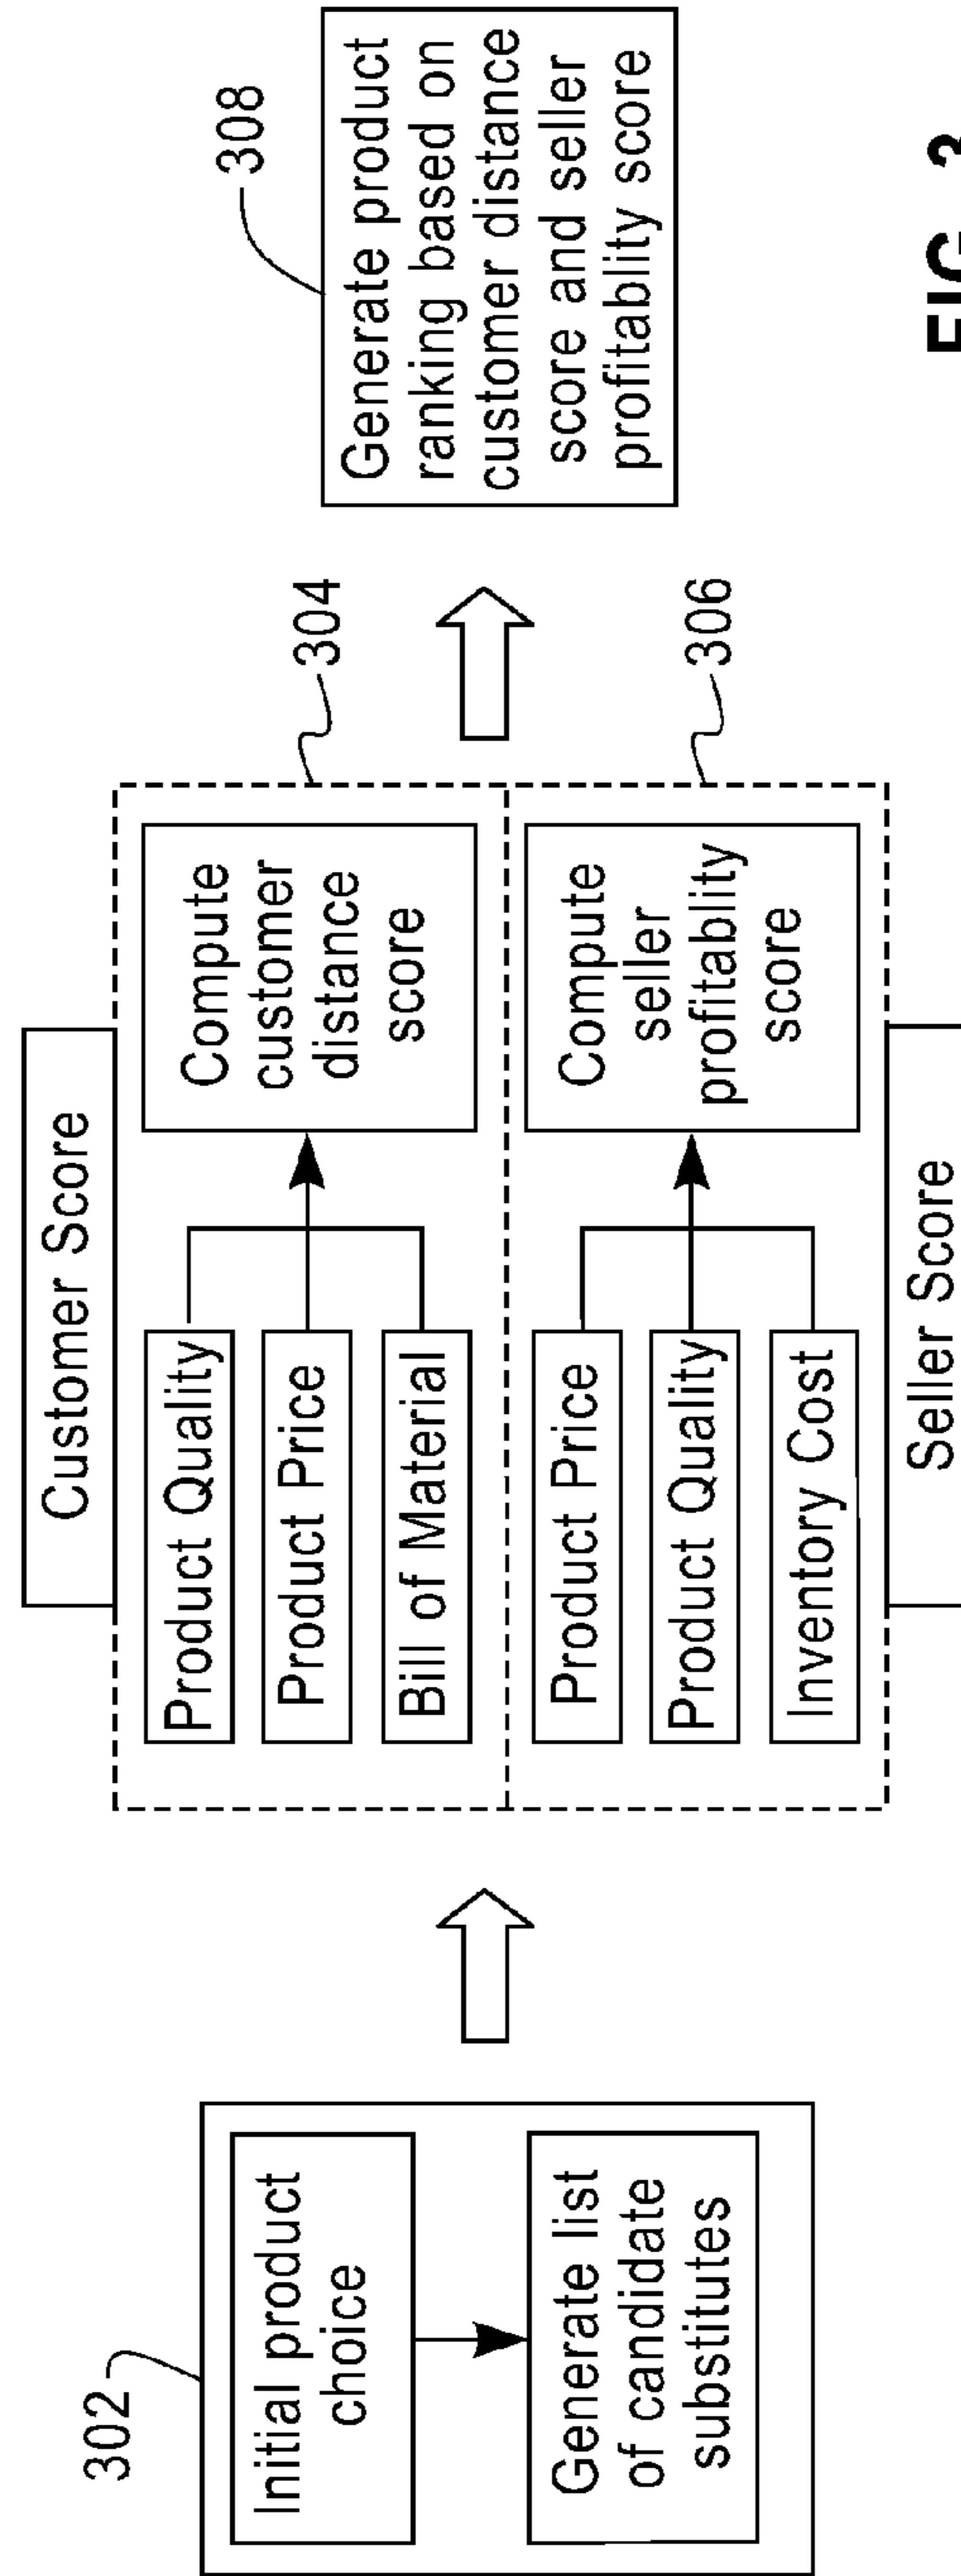 302
Initial product
choice
Generate list
of candidate
substitutes
Customer Score
304
Product Quality
Product Price
Bill of Material
Compute
customer
distance
score
306
Product Price
Product Quality
Inventory Cost
Compute
seller
profitablity
score
Seller Score
308
Generate product
ranking based on
customer distance
score and seller
profitablity score
FIG. 3